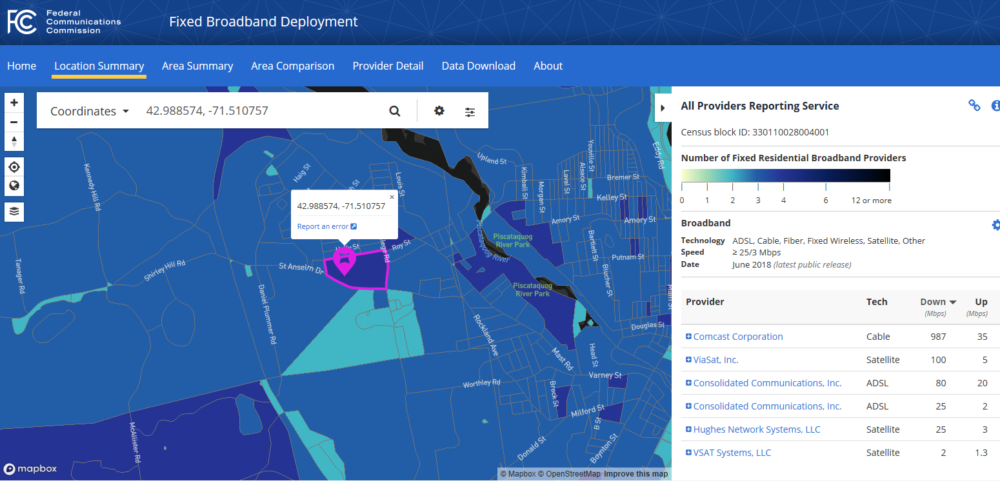 FCC
Federal
Communications
Commission
Fixed Broadband Deployment
Home Location Summary Area Summary Area Comparison Provider Detail Data Download About
Coordinates 42.988574, -71.510757
Kennedy Hill Rd
Haig St
Louis St
Upland St
Kimball St
Morgan St
Laval St
Alsace St
Youville St
Eddy Rd
Bremer St
Kelley St
Amory St
Amory St
42.988574, -71.510757
×
Report an error
Roy St
St Anselm Dr
Shirley Hill Rd
Tanager Rd
Daniel Plummer Rd
Piscataquog
River Park
Piscataquog River
Bartlett St
Putnam St
Blucher St
Main St
Piscataquog
River Park
Rockland Ave
Douglas St
Mast Rd
Head St
Varney St
Worthley Rd
Brock St
Milford St
B St
McAllister Rd
Donald St
Boynton St
mapbox
© Mapbox © OpenStreetMap Improve this map
All Providers Reporting Service
Census block ID: 330110028004001
Number of Fixed Residential Broadband Providers
0 1 2 3 4 6 12 or more
Broadband
Technology ADSL, Cable, Fiber, Fixed Wireless, Satellite, Other
Speed ≥ 25/3 Mbps
Date June 2018 (latest public release)
Provider Tech Down Up
(Mbps) (Mbps)
Comcast Corporation Cable 987 35
ViaSat, Inc. Satellite 100 5
Consolidated Communications, Inc. ADSL 80 20
Consolidated Communications, Inc. ADSL 25 2
Hughes Network Systems, LLC Satellite 25 3
VSAT Systems, LLC Satellite 2 1.3